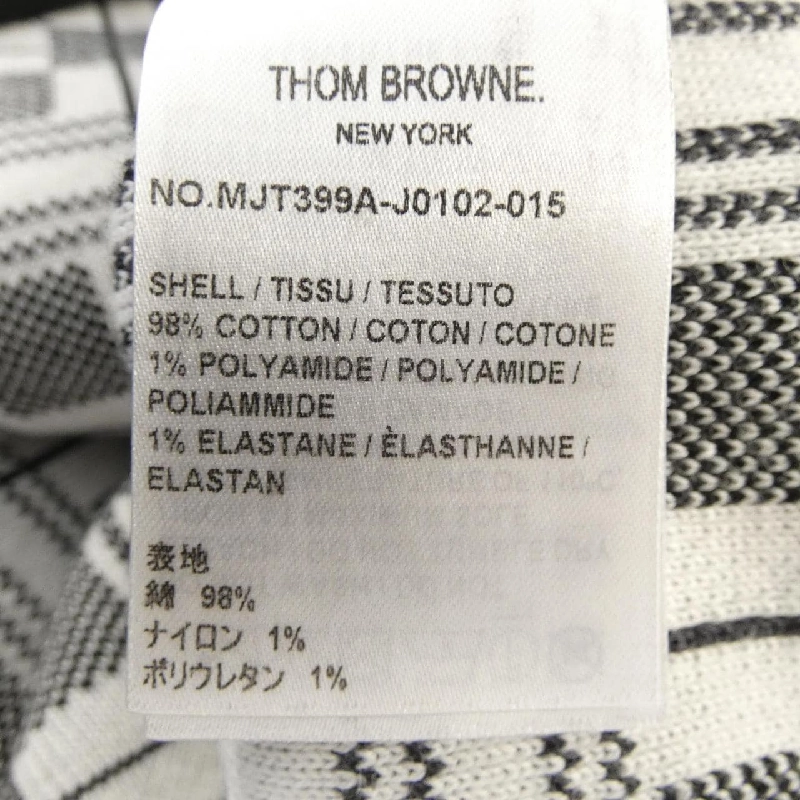 THOM BROWNE.
NEW YORK
NO.MJT399A-J0102-015
SHELL / TISSU / TESSUTO
98% COTTON / COTON / COTONE
1% POLYAMIDE / POLYAMIDE /
POLIAMMIDE
1% ELASTANE / ÈLASTHANNE /
ELASTAN
表地
綿 98%
ナイロン 1%
ポリウレタン 1%